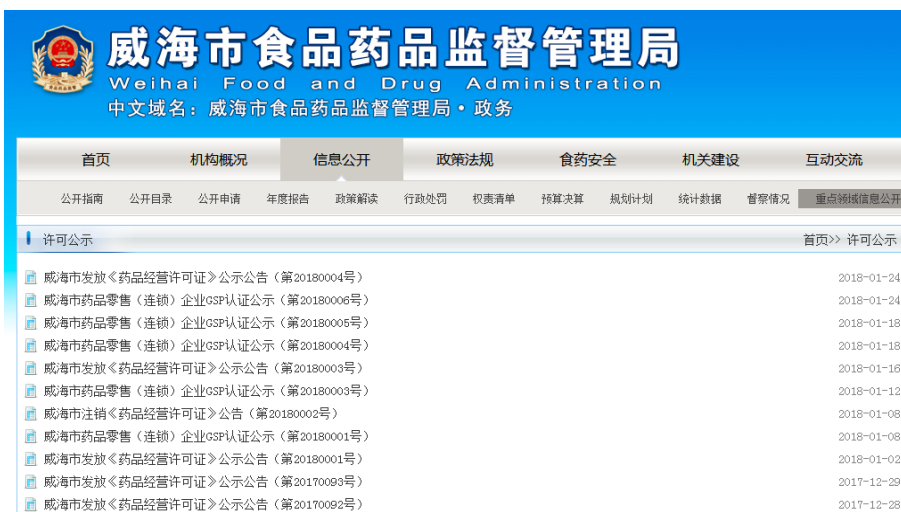 威海市食品药品监督管理局
Weihai Food and Drug Administration
中文域名：威海市食品药品监督管理局·政务
首页 机构概况 信息公开 政策法规 食药安全 机关建设 互动交流
公开指南 公开目录 公开申请 年度报告 政策解读 行政处罚 权责清单 预算决算 规划计划 统计数据 督察情况 重点领域信息公开
许可公示 首页>> 许可公示
威海市发放《药品经营许可证》公示公告（第20180004号） 2018-01-24
威海市药品零售（连锁）企业GSP认证公示（第20180006号） 2018-01-24
威海市药品零售（连锁）企业GSP认证公示（第20180005号） 2018-01-18
威海市药品零售（连锁）企业GSP认证公示（第20180004号） 2018-01-18
威海市发放《药品经营许可证》公示公告（第20180003号） 2018-01-16
威海市药品零售（连锁）企业GSP认证公示（第20180003号） 2018-01-12
威海市注销《药品经营许可证》公告（第20180002号） 2018-01-08
威海市药品零售（连锁）企业GSP认证公示（第20180001号） 2018-01-08
威海市发放《药品经营许可证》公示公告（第20180001号） 2018-01-02
威海市发放《药品经营许可证》公示公告（第20170093号） 2017-12-29
威海市发放《药品经营许可证》公示公告（第20170092号） 2017-12-28